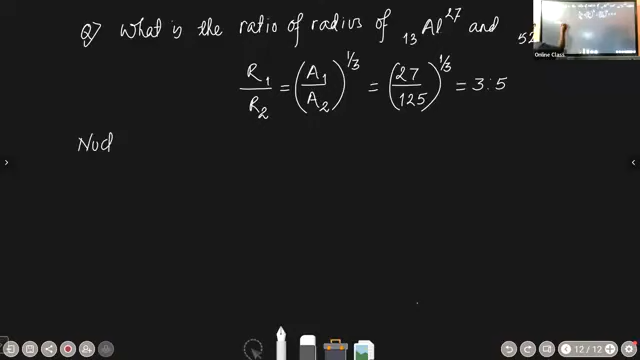 Q) What is the ratio of radius of ₁₃Al²⁷ and ₅₂
R₁/R₂ = (A₁/A₂)^1/3 = (27/125)^1/3 = 3:5
Nud
Online Class
12 / 12